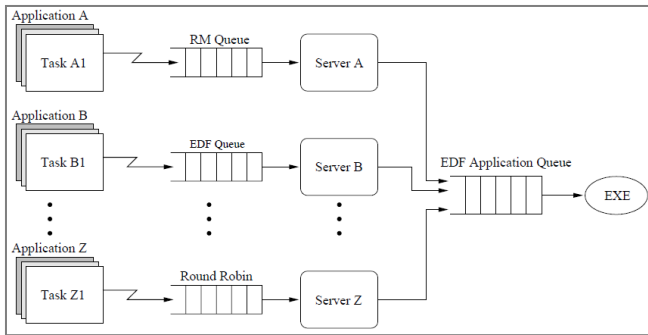 Application A
Task A1
RM Queue
Server A
Application B
Task B1
EDF Queue
Server B
EDF Application Queue
EXE
Application Z
Task Z1
Round Robin
Server Z